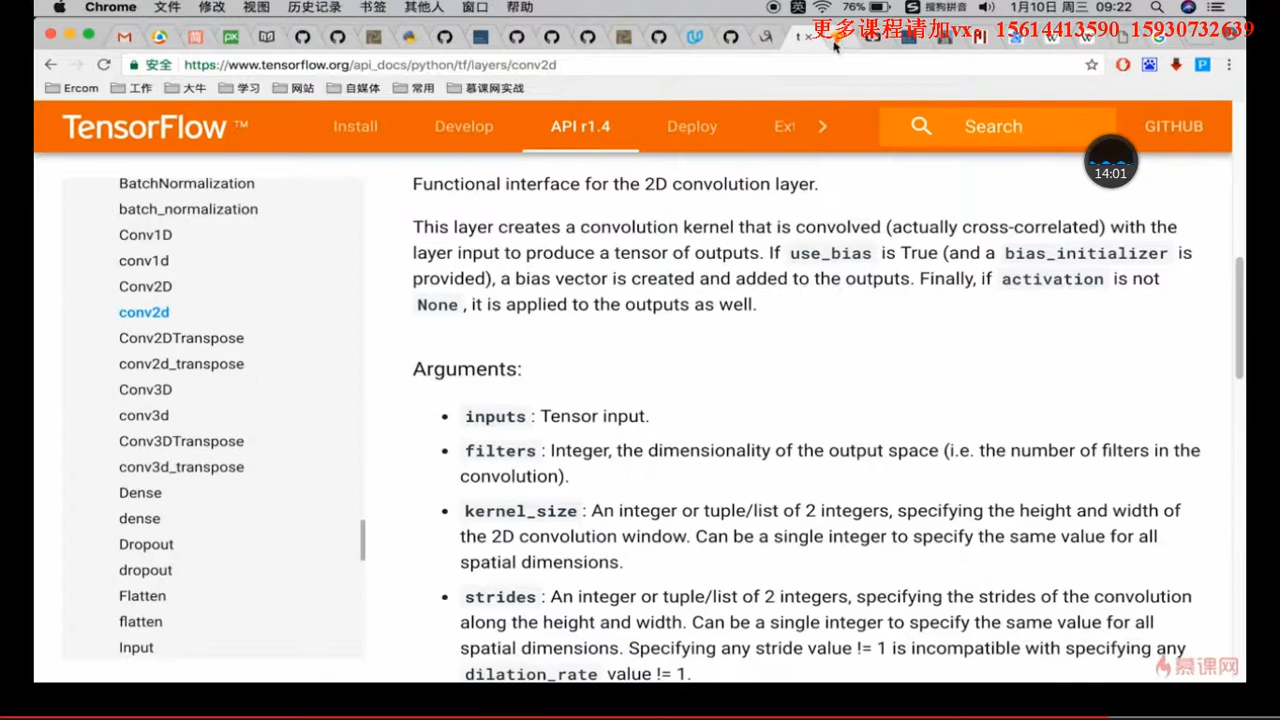 Chrome 文件 修改 视图 历史记录 书签 其他人 窗口 帮助 76% 搜狗拼音 1月10日 周三 09:22
更多课程请加vx：15614413590 15930732639
安全 https://www.tensorflow.org/api_docs/python/tf/layers/conv2d
Ercom 工作 大牛 学习 网站 自媒体 常用 慕课网实战
TensorFlow ™ Install Develop API r1.4 Deploy Ext Search GITHUB
14:01
BatchNormalization
batch_normalization
Conv1D
conv1d
Conv2D
conv2d
Conv2DTranspose
conv2d_transpose
Conv3D
conv3d
Conv3DTranspose
conv3d_transpose
Dense
dense
Dropout
dropout
Flatten
flatten
Input
Functional interface for the 2D convolution layer.
This layer creates a convolution kernel that is convolved (actually cross-correlated) with the
layer input to produce a tensor of outputs. If use_bias is True (and a bias_initializer is
provided), a bias vector is created and added to the outputs. Finally, if activation is not
None, it is applied to the outputs as well.
Arguments:
• inputs: Tensor input.
• filters: Integer, the dimensionality of the output space (i.e. the number of filters in the
convolution).
• kernel_size: An integer or tuple/list of 2 integers, specifying the height and width of
the 2D convolution window. Can be a single integer to specify the same value for all
spatial dimensions.
• strides: An integer or tuple/list of 2 integers, specifying the strides of the convolution
along the height and width. Can be a single integer to specify the same value for all
spatial dimensions. Specifying any stride value != 1 is incompatible with specifying any
dilation_rate value != 1.
慕课网